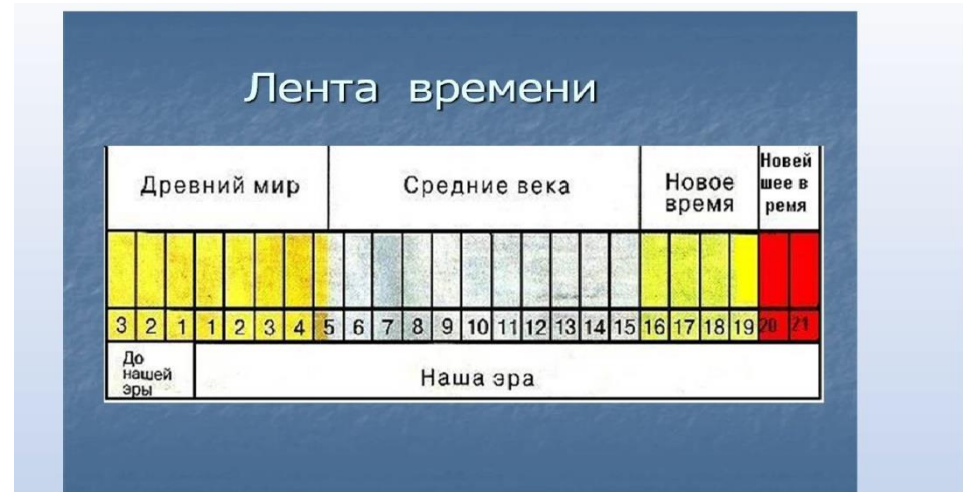 Лента времени
Древний мир
Средние века
Новое
время
Новей
шее в
ремя
3 2 1 1 2 3 4 5 6 7 8 9 10 11 12 13 14 15 16 17 18 19 20 21
До
нашей
эры
Наша эра